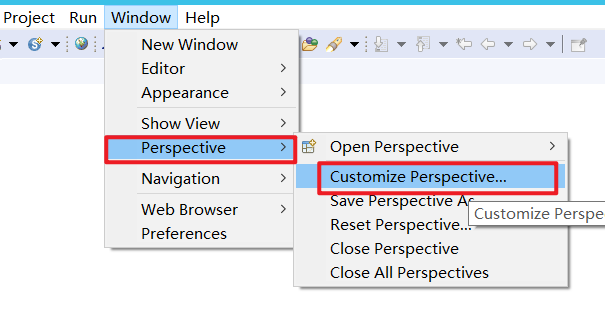 Project Run Window Help
New Window
Editor
Appearance
Show View
Perspective
Navigation
Web Browser
Preferences
Open Perspective
Customize Perspective...
Save Perspective As
Reset Perspective...
Close Perspective
Close All Perspectives
Customize Perspe